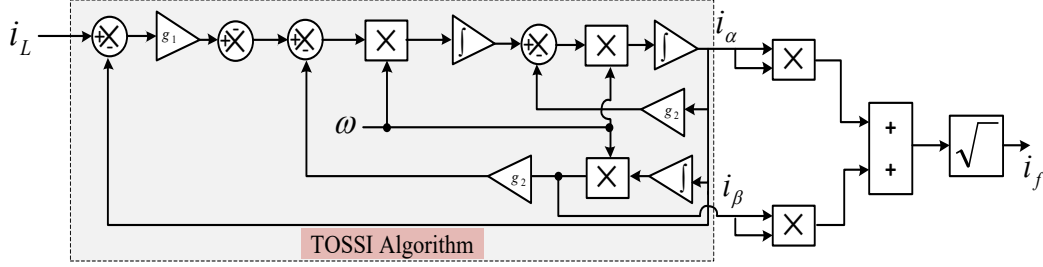 i_L
g_1
∫
∫
i_α
g_2
ω
g_2
∫
i_β
+
+
√
i_f
TOSSI Algorithm